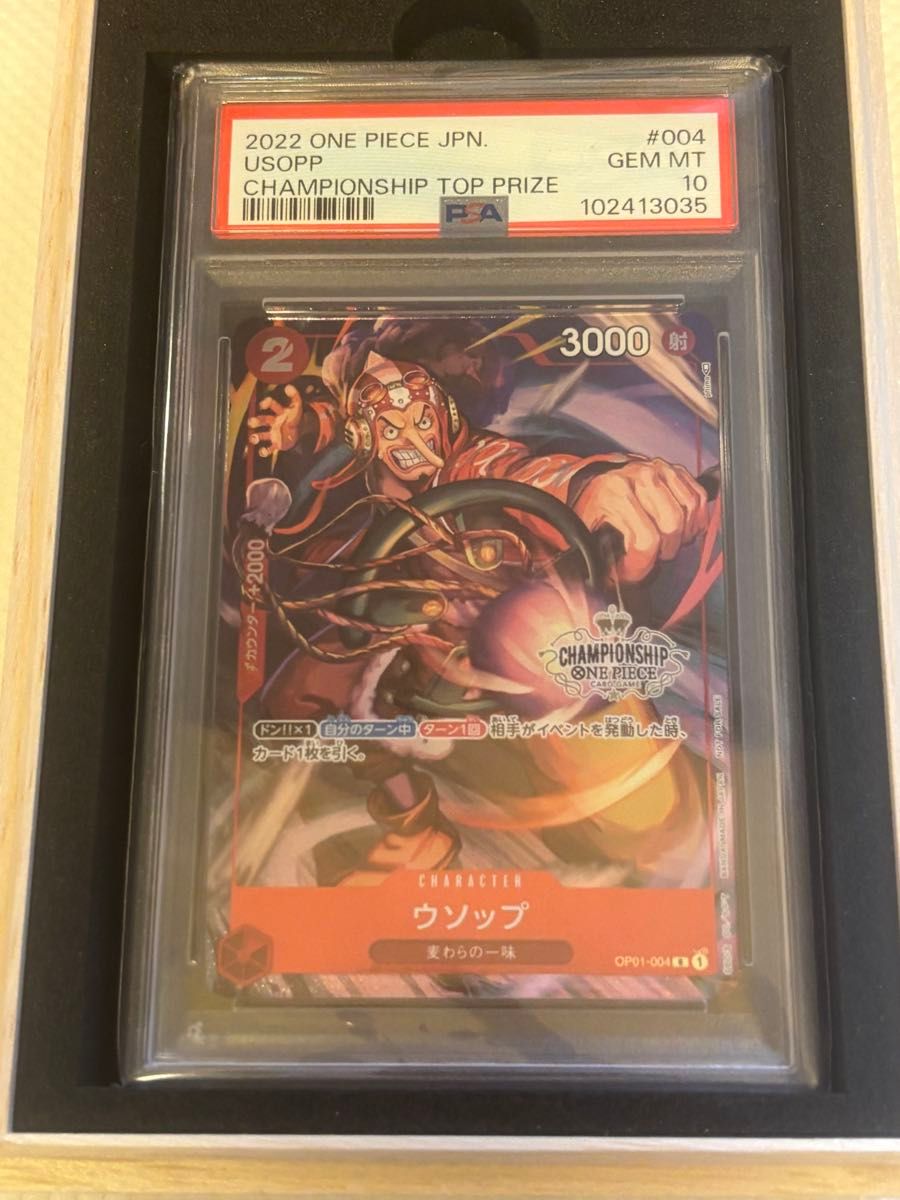 2022 ONE PIECE JPN. #004
USOPP GEM MT
CHAMPIONSHIP TOP PRIZE 10
PSA 102413035
2 3000 射
カウンター+2000
CHAMPIONSHIP
ONE PIECE
CARD GAME
ドン!!×1 自分のターン中 ターン1回 相手がイベントを発動した時、
カード1枚を引く。
NOT FOR SALE
CHARACTER
ウソップ
麦わらの一味
OP01-004 R 1